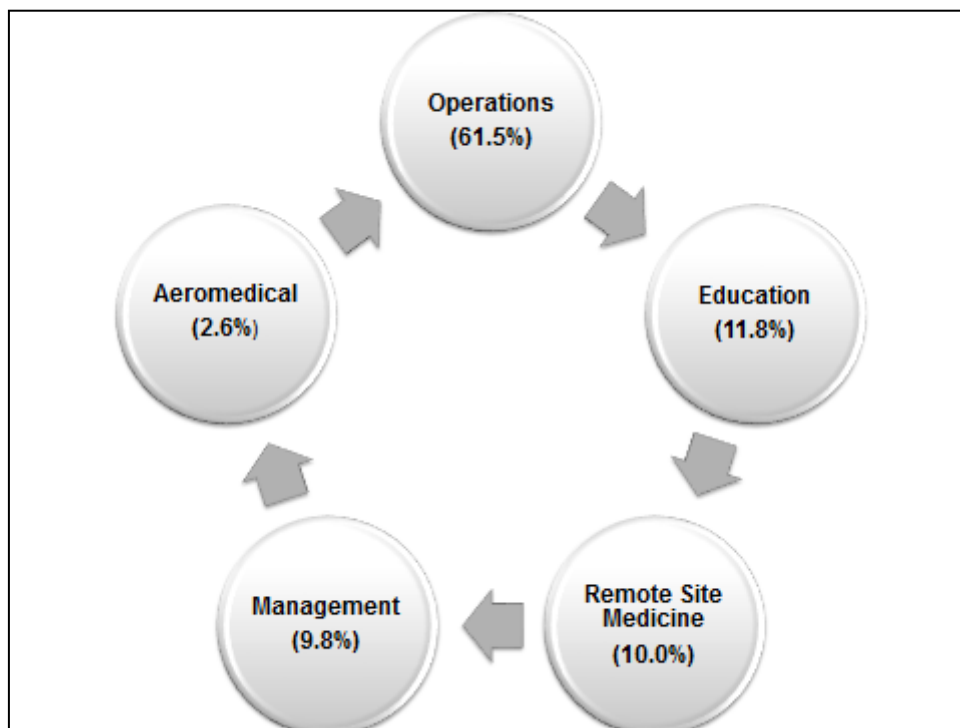 Operations
(61.5%)
Education
(11.8%)
Remote Site
Medicine
(10.0%)
Management
(9.8%)
Aeromedical
(2.6%)